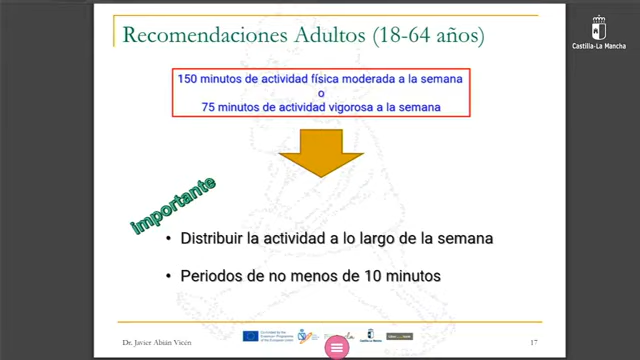 Recomendaciones Adultos (18-64 años)
Castilla-La Mancha
150 minutos de actividad física moderada a la semana
o
75 minutos de actividad vigorosa a la semana
importante
• Distribuir la actividad a lo largo de la semana
• Periodos de no menos de 10 minutos
Dr. Javier Abián Vicén
17